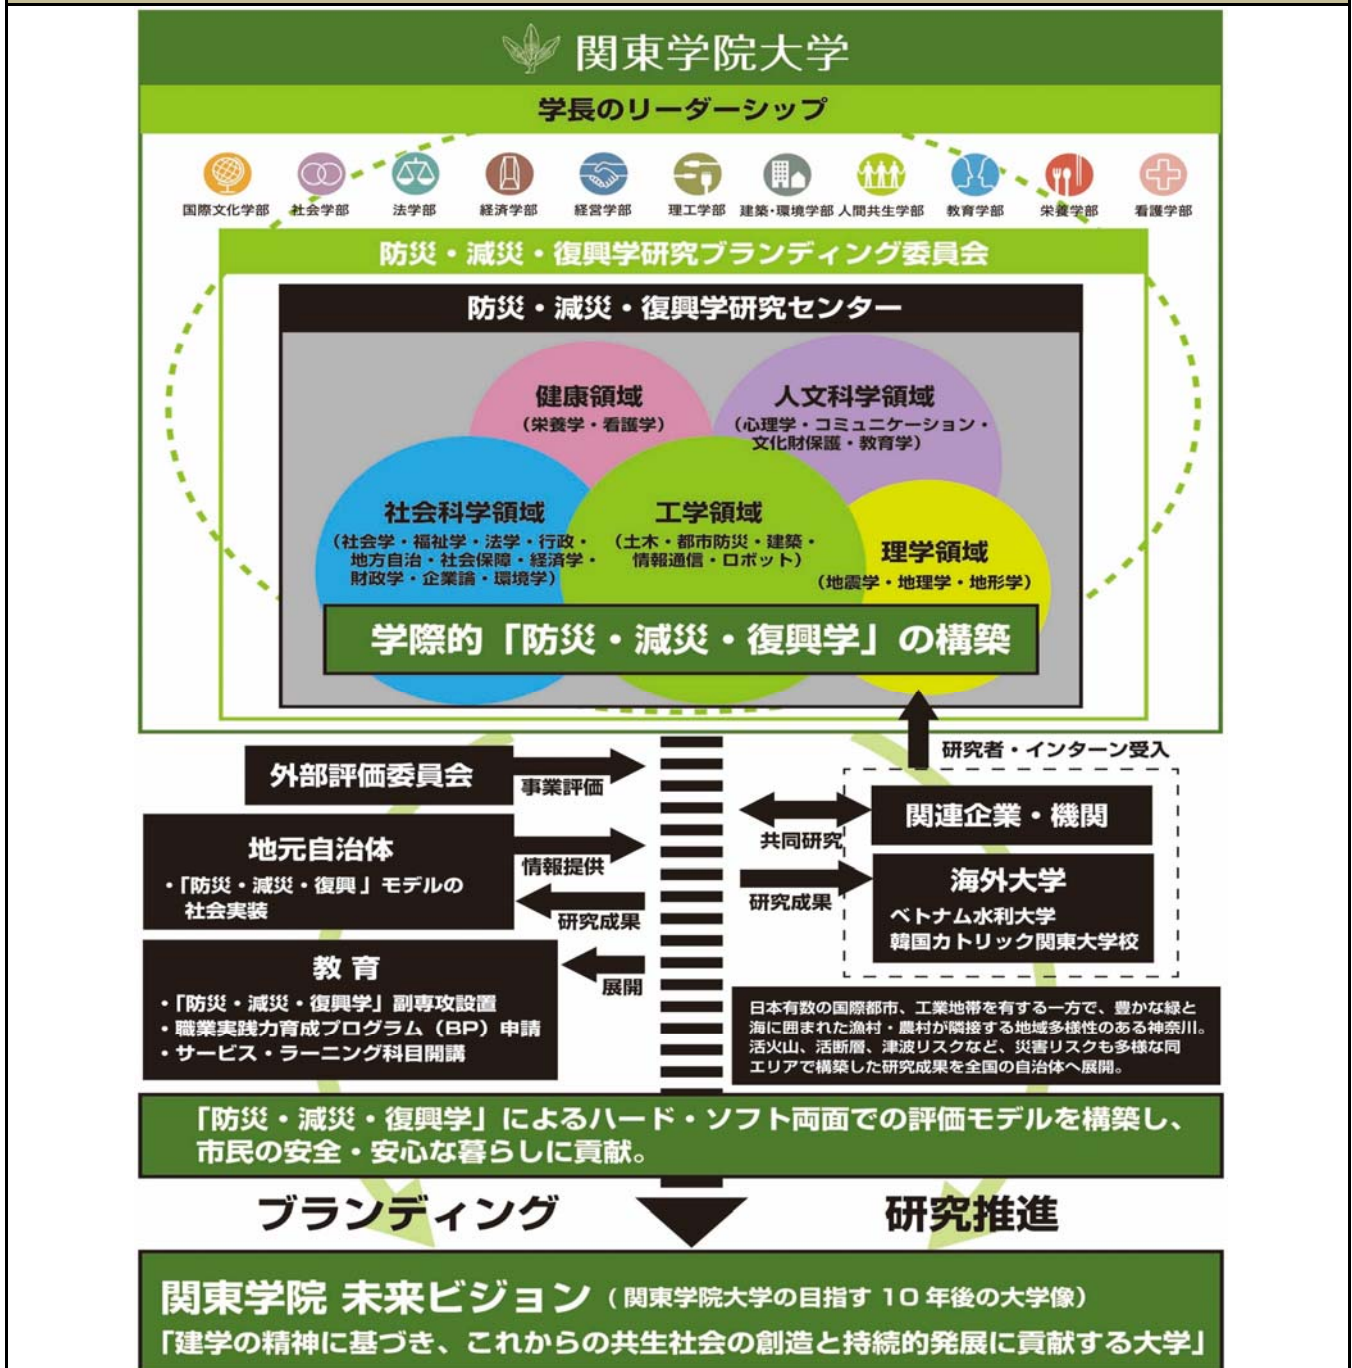 関東学院大学
学長のリーダーシップ
国際文化学部 社会学部 法学部 経済学部 経営学部 理工学部 建築・環境学部 人間共生学部 教育学部 栄養学部 看護学部
防災・減災・復興学研究ブランディング委員会
防災・減災・復興学研究センター
健康領域
（栄養学・看護学）
人文科学領域
（心理学・コミュニケーション・
文化財保護・教育学）
社会科学領域
（社会学・福祉学・法学・行政・
地方自治・社会保障・経済学・
財政学・企業論・環境学）
工学領域
（土木・都市防災・建築・
情報通信・ロボット）
理学領域
（地震学・地理学・地形学）
学際的「防災・減災・復興学」の構築
研究者・インターン受入
外部評価委員会
事業評価
関連企業・機関
共同研究
地元自治体
・「防災・減災・復興」モデルの
社会実装
情報提供
研究成果
海外大学
ベトナム水利大学
韓国カトリック関東大学校
研究成果
教育
・「防災・減災・復興学」副専攻設置
・職業実践力育成プログラム（BP）申請
・サービス・ラーニング科目開講
展開
日本有数の国際都市、工業地帯を有する一方で、豊かな緑と
海に囲まれた漁村・農村が隣接する地域多様性のある神奈川。
活火山、活断層、津波リスクなど、災害リスクも多様な同
エリアで構築した研究成果を全国の自治体へ展開。
「防災・減災・復興学」によるハード・ソフト両面での評価モデルを構築し、
市民の安全・安心な暮らしに貢献。
ブランディング
研究推進
関東学院 未来ビジョン（関東学院大学の目指す 10 年後の大学像）
「建学の精神に基づき、これからの共生社会の創造と持続的発展に貢献する大学」